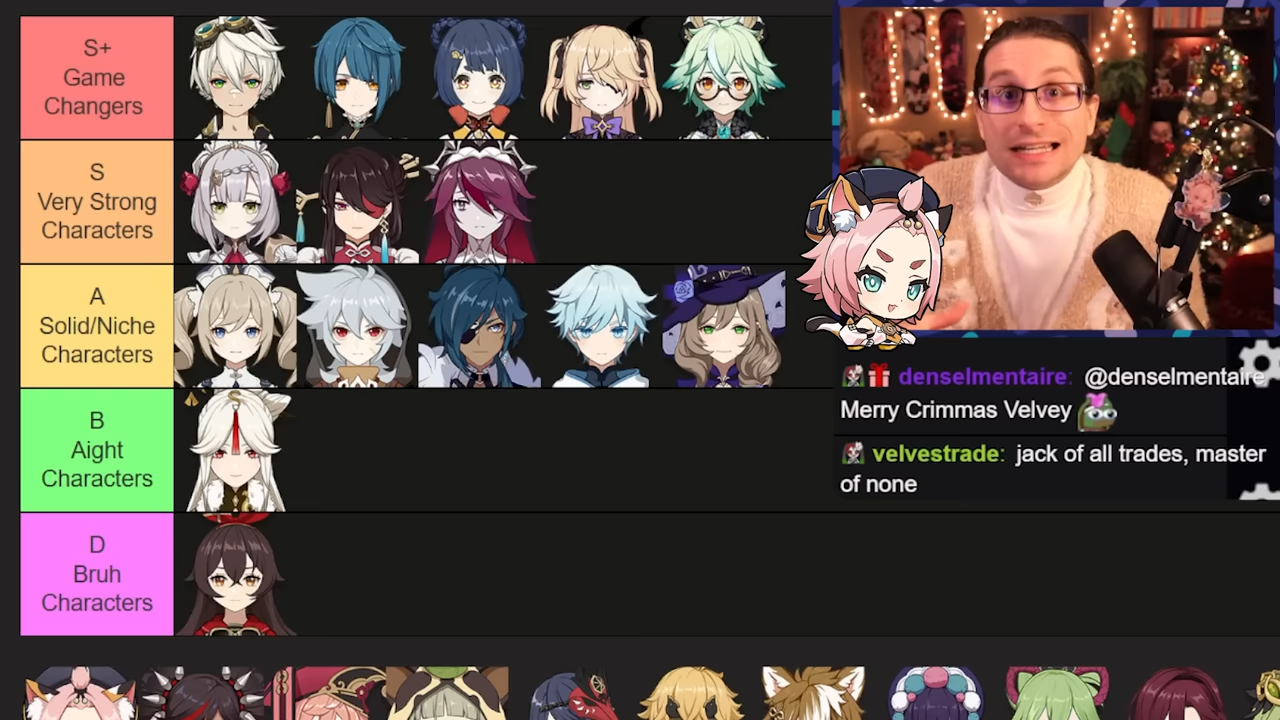 S+
Game
Changers
S
Very Strong
Characters
A
Solid/Niche
Characters
B
Aight
Characters
D
Bruh
Characters
denselmentaire: @denselmentaire
Merry Crimmas Velvey
velvestrade: jack of all trades, master
of none